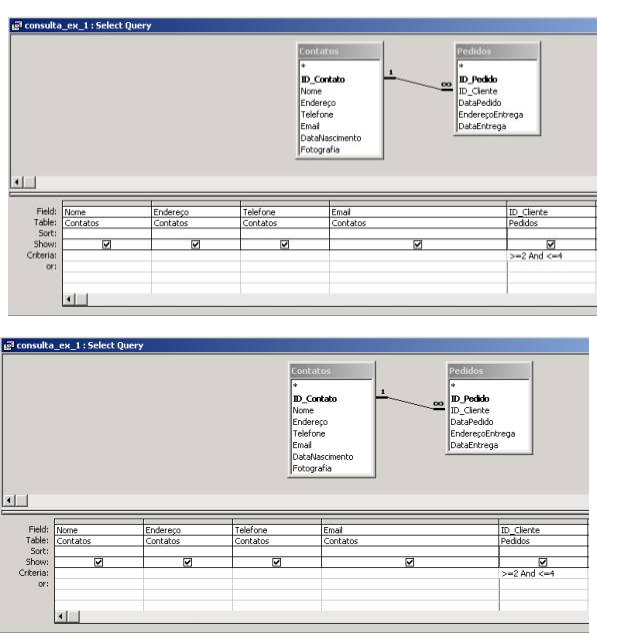 consulta_ex_1 : Select Query
Contatos
*
ID_Contato
Nome
Endereço
Telefone
Email
DataNascimento
Fotografia
1
∞
Pedidos
*
ID_Pedido
ID_Cliente
DataPedido
EndereçoEntrega
DataEntrega
Field: Nome Endereço Telefone Email ID_Cliente
Table: Contatos Contatos Contatos Contatos Pedidos
Sort:
Show:
Criteria: >=2 And <=4
or:
consulta_ex_1 : Select Query
Contatos
*
ID_Contato
Nome
Endereço
Telefone
Email
DataNascimento
Fotografia
1
∞
Pedidos
*
ID_Pedido
ID_Cliente
DataPedido
EndereçoEntrega
DataEntrega
Field: Nome Endereço Telefone Email ID_Cliente
Table: Contatos Contatos Contatos Contatos Pedidos
Sort:
Show:
Criteria: >=2 And <=4
or: